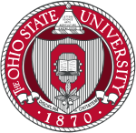 THE OHIO STATE UNIVERSITY
· 1870 ·